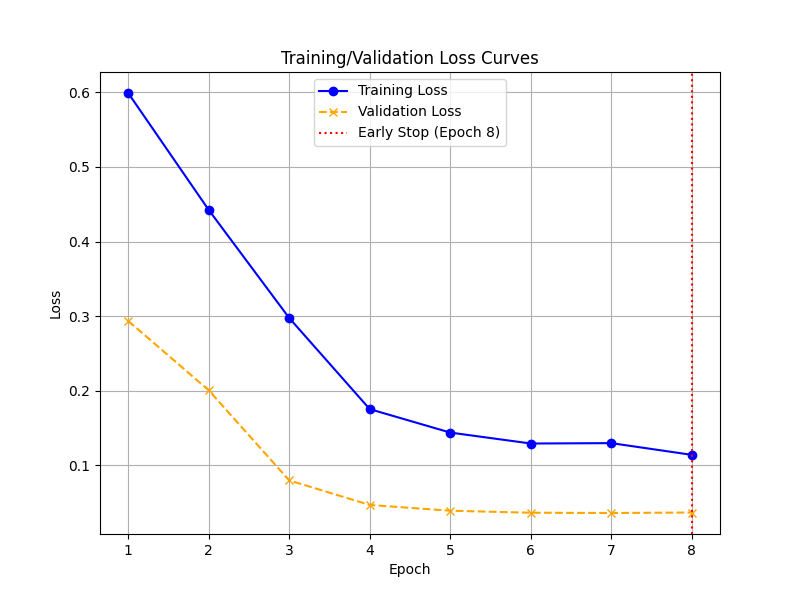 Training/Validation Loss Curves
Training Loss
Validation Loss
Early Stop (Epoch 8)
0.6
0.5
0.4
0.3
0.2
0.1
Loss
1 2 3 4 5 6 7 8
Epoch